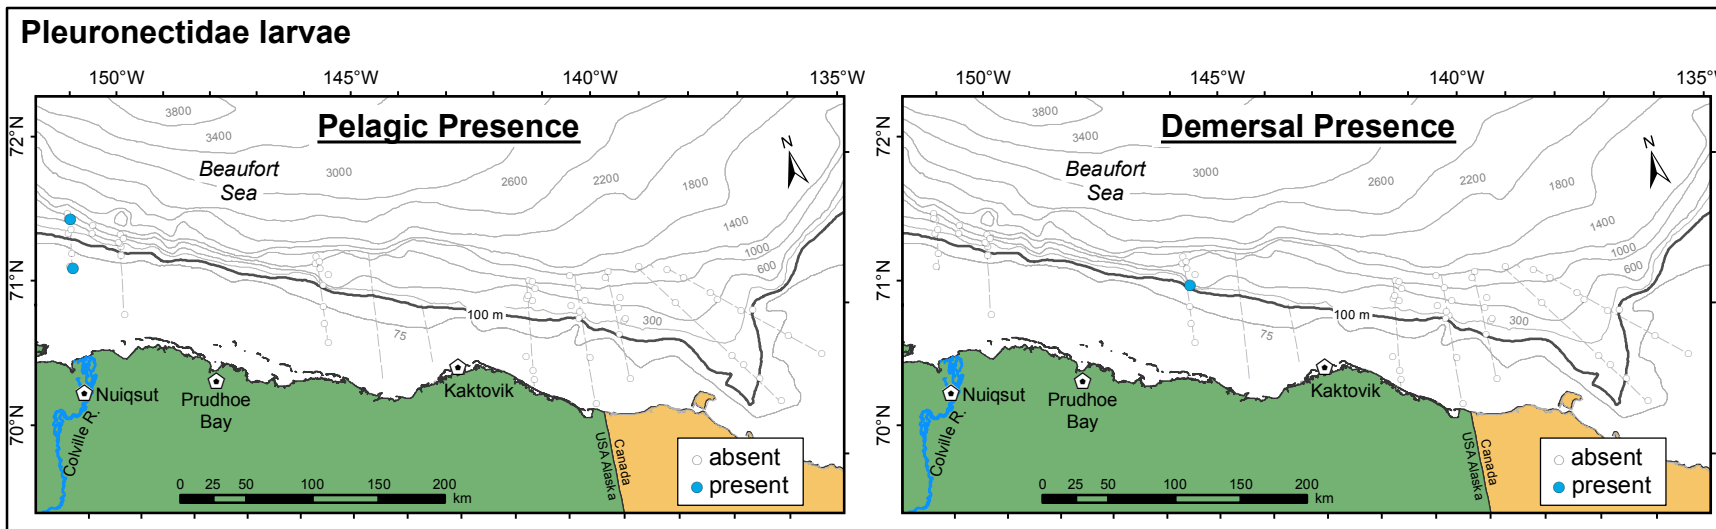 Pleuronectidae larvae
150°W 145°W 140°W 135°W
Pelagic Presence
72°N
71°N
70°N
Beaufort
Sea
N
3800
3400
3000
2600
2200
1800
1400
1000
600
300
100 m
75
Nuiqsut
Prudhoe
Bay
Kaktovik
Colville R.
USA Alaska
Canada
absent
present
0 25 50 100 150 200
km
150°W 145°W 140°W 135°W
Demersal Presence
72°N
71°N
70°N
Beaufort
Sea
N
3800
3400
3000
2600
2200
1800
1400
1000
600
300
100 m
75
Nuiqsut
Prudhoe
Bay
Kaktovik
Colville R.
USA Alaska
Canada
absent
present
0 25 50 100 150 200
km